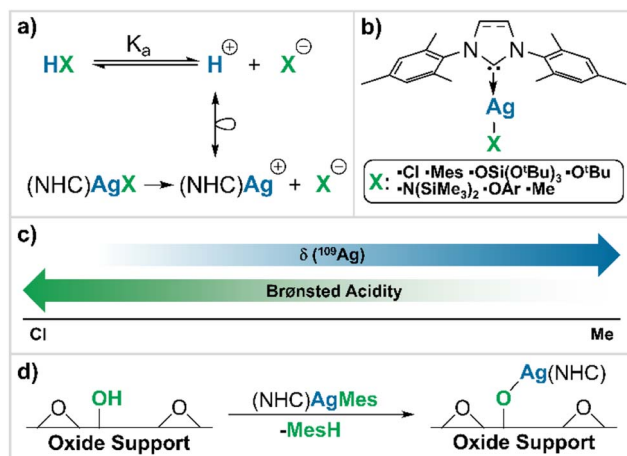 a)
HX Kₐ H⊕ + X⊖
(NHC)AgX → (NHC)Ag⊕ + X⊖
b)
N N
Ag
X
X: ▪Cl ▪Mes ▪OSi(OᵗBu)₃ ▪OᵗBu
▪N(SiMe₃)₂ ▪OAr ▪Me
c)
δ (¹⁰⁹Ag)
Brønsted Acidity
Cl Me
d)
O OH O
Oxide Support
(NHC)AgMes
-MesH
Ag(NHC)
O O O
Oxide Support